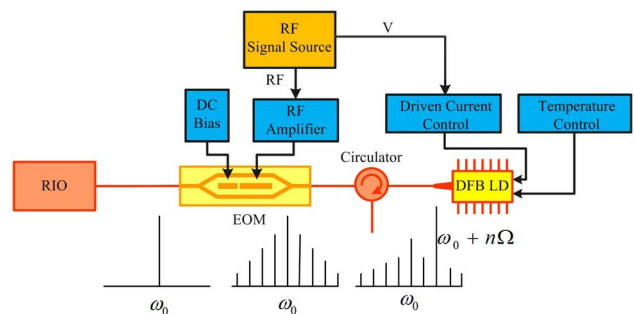 RF
Signal Source
V
RF
DC
Bias
RF
Amplifier
Driven Current
Control
Temperature
Control
Circulator
RIO
DFB LD
EOM
ω₀ + nΩ
ω₀
ω₀
ω₀